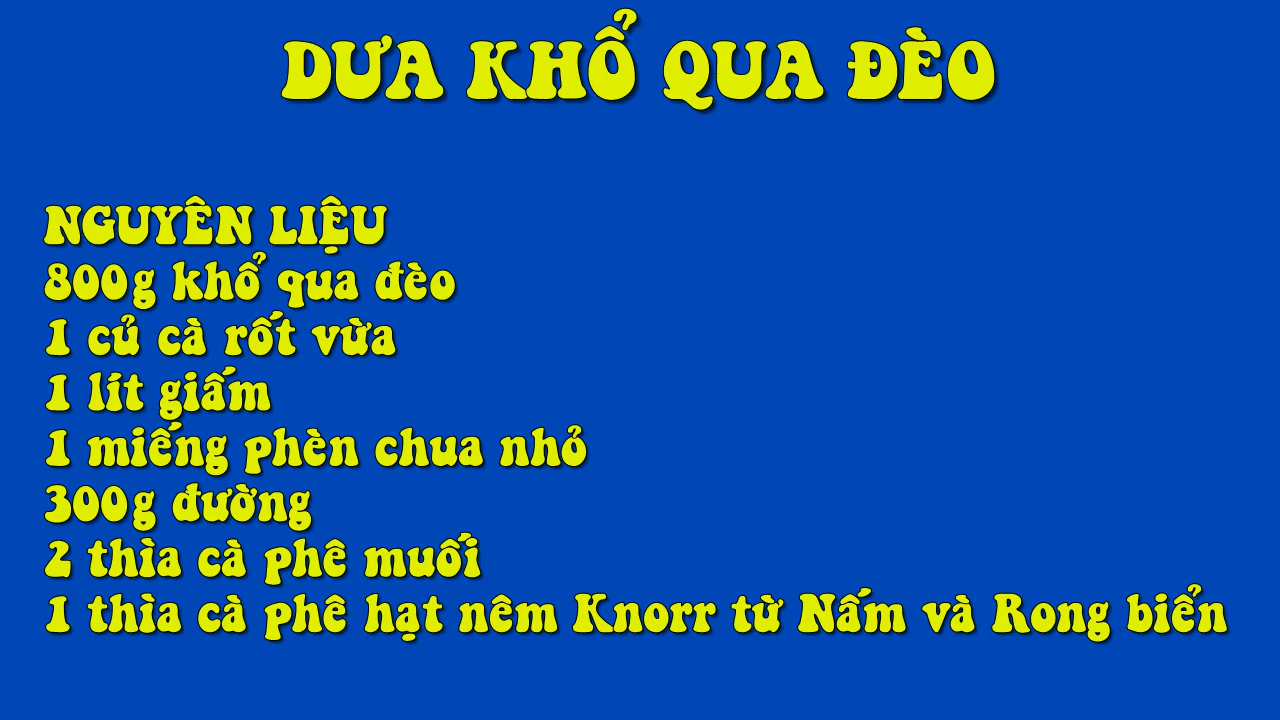 DƯA KHỔ QUA ĐÈO
NGUYÊN LIỆU
800g khổ qua đèo
1 củ cà rốt vừa
1 lít giấm
1 miếng phèn chua nhỏ
300g đường
2 thìa cà phê muối
1 thìa cà phê hạt nêm Knorr từ Nấm và Rong biển